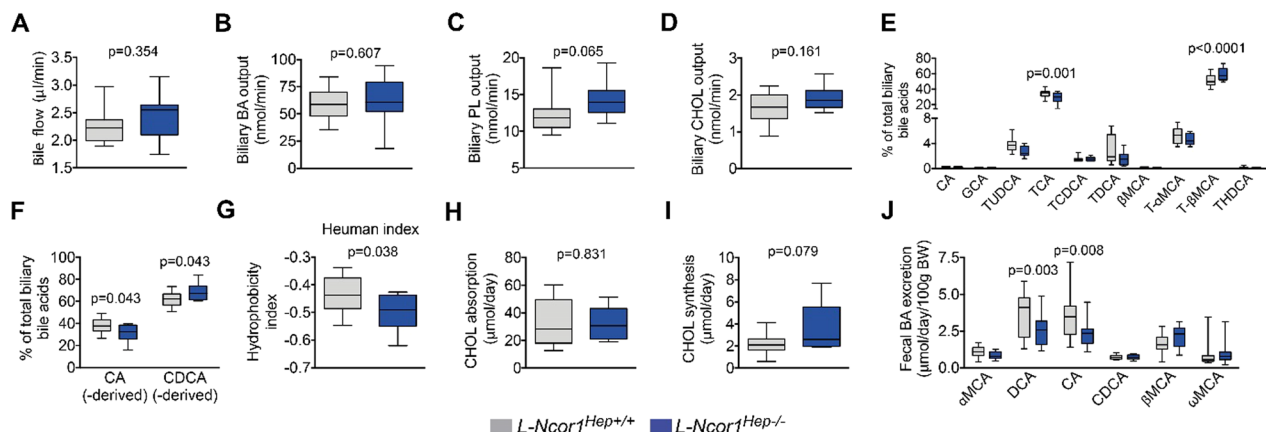 A
p=0.354
Bile flow (µl/min)
3.5
3.0
2.5
2.0
1.5
B
p=0.607
Biliary BA output
(nmol/min)
100
75
50
25
0
C
p=0.065
Biliary PL output
(nmol/min)
20
15
10
5
D
p=0.161
Biliary CHOL output
(nmol/min)
3
2
1
0
E
p<0.0001
p=0.001
% of total biliary
bile acids
80
60
40
20
8
4
0
CA
GCA
TUDCA
TCA
TCDCA
TDCA
βMCA
T-αMCA
T-βMCA
THDCA
F
p=0.043
p=0.043
% of total biliary
bile acids
100
80
60
40
20
0
CA
(-derived)
CDCA
(-derived)
G
Heuman index
p=0.038
Hydrophobicity
index
-0.3
-0.4
-0.5
-0.6
-0.7
H
p=0.831
CHOL absorption
(µmol/day)
80
60
40
20
0
I
p=0.079
CHOL synthesis
(µmol/day)
10
8
6
4
2
0
J
p=0.008
p=0.003
Fecal BA excretion
(µmol/day/100g BW)
7.5
5.0
2.5
0
αMCA
DCA
CA
CDCA
βMCA
ωMCA
L-Ncor1Hep+/+
L-Ncor1Hep-/-